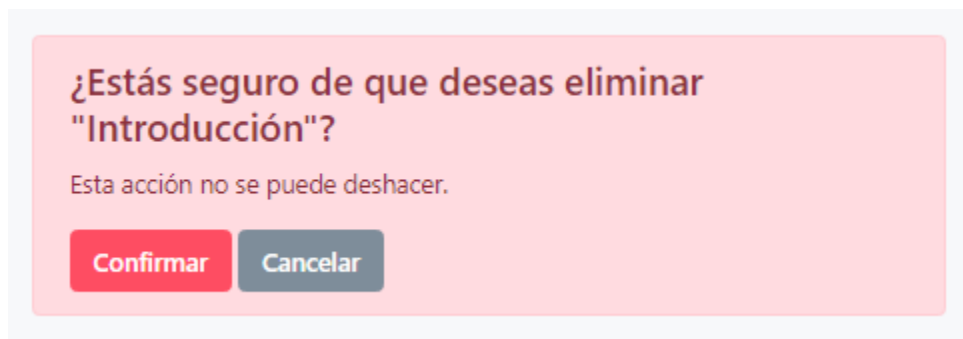 ¿Estás seguro de que deseas eliminar
"Introducción"?
Esta acción no se puede deshacer.
Confirmar Cancelar